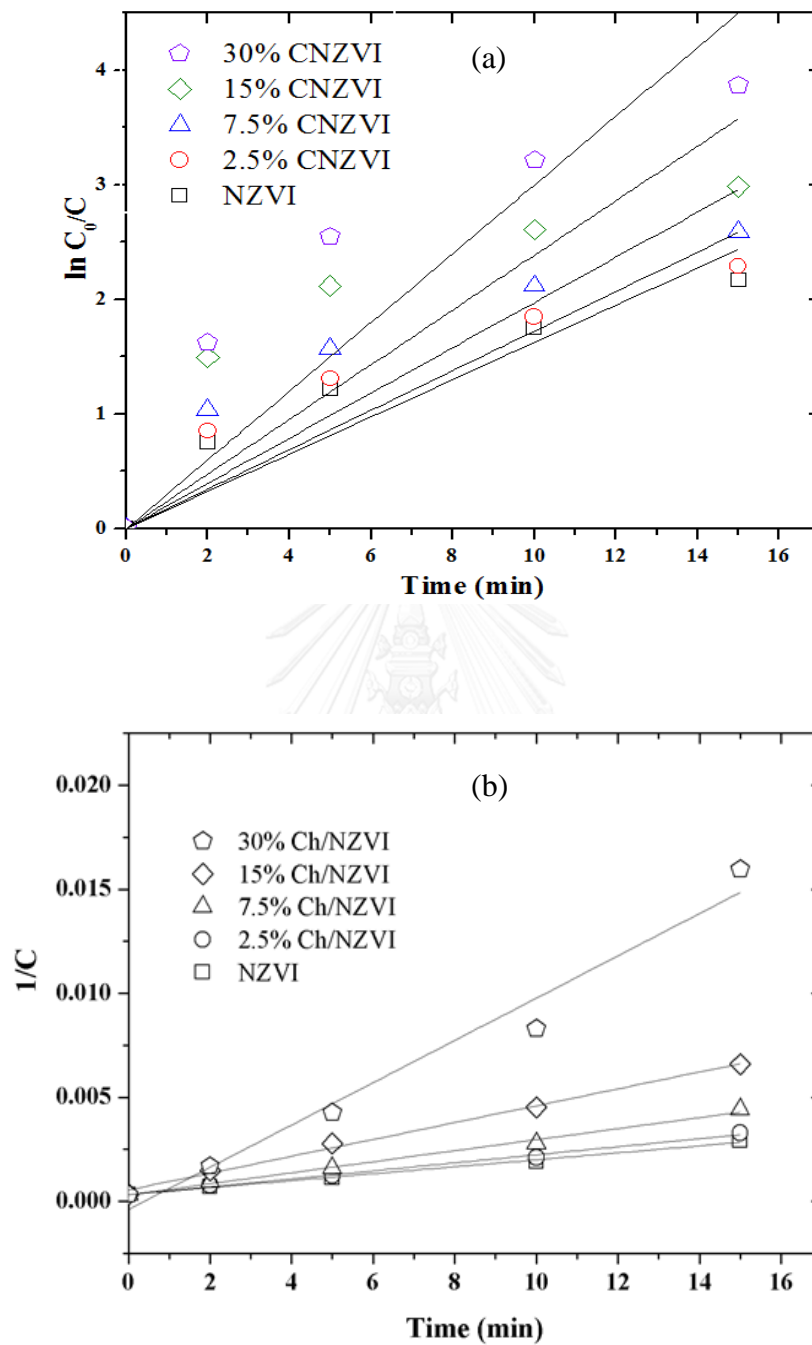 (a)
30% CNZVI
15% CNZVI
7.5% CNZVI
2.5% CNZVI
NZVI
4
3
2
1
0
ln C₀/C
0 2 4 6 8 10 12 14 16
Time (min)
(b)
0.020
0.015
0.010
0.005
0.000
30% Ch/NZVI
15% Ch/NZVI
7.5% Ch/NZVI
2.5% Ch/NZVI
NZVI
1/C
0 2 4 6 8 10 12 14 16
Time (min)